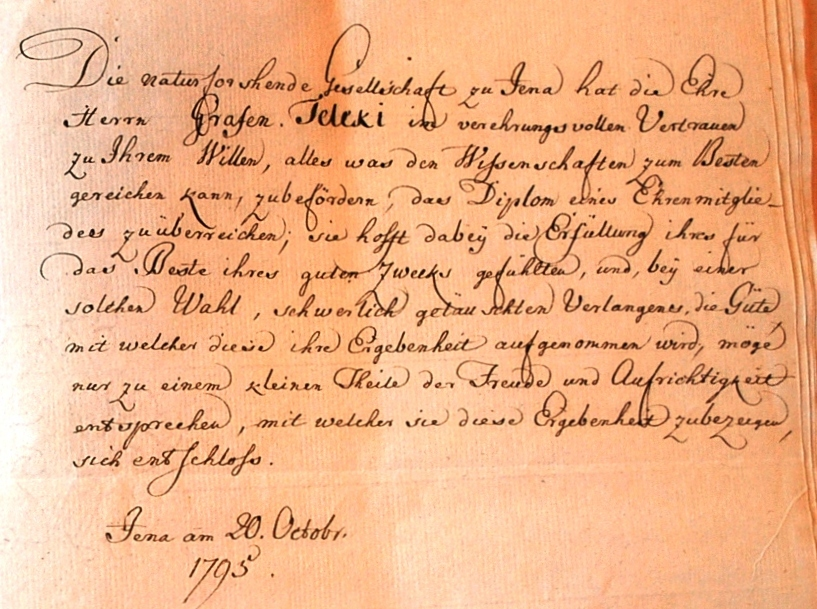 Die naturforshende Gesellschaft zu Jena hat die Ehre
Herrn Grafen. Teleki im verehrungsvollen Vertrauen
zu Ihrem Willen, alles was den Wissenschaften zum Besten
gereichen kann, zubefördern, das Diplom eines Ehrenmitglie-
des zuüberreichen; sie hofft dabey die Erfüllung ihres für
das Beste ihres guten Zweeks gefühlten, und, bey einer
solchen Wahl, schwerlich getäuschten Verlangenes, die Güte,
mit welcher diese ihre Ergebenheit aufgenommen wird, möge
nur zu einem kleinen Theile der Freude und Aufrichtigkeit
entsprechen, mit welcher sie diese Ergebenheit zubezeigen,
sich entschloss.
Jena am 20. Octobr.
1795.